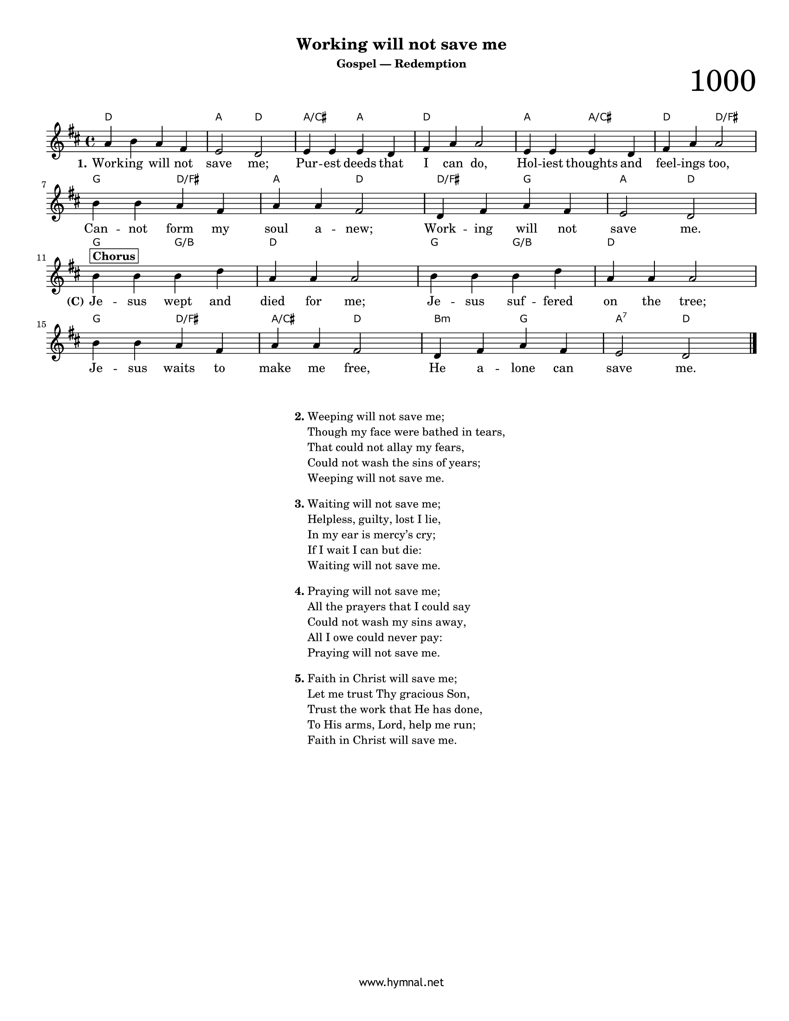 Working will not save me
Gospel — Redemption
1000
D A D A/C♯ A D A A/C♯ D D/F♯
1. Working will not save me; Pur-est deeds that I can do, Hol-iest thoughts and feel-ings too,
7
G D/F♯ A D D/F♯ G A D
Can - not form my soul a - new; Work - ing will not save me.
G G/B D G G/B D
11 Chorus
(C) Je - sus wept and died for me; Je - sus suf - fered on the tree;
15
G D/F♯ A/C♯ D Bm G A7 D
Je - sus waits to make me free, He a - lone can save me.
2. Weeping will not save me;
Though my face were bathed in tears,
That could not allay my fears,
Could not wash the sins of years;
Weeping will not save me.
3. Waiting will not save me;
Helpless, guilty, lost I lie,
In my ear is mercy's cry;
If I wait I can but die:
Waiting will not save me.
4. Praying will not save me;
All the prayers that I could say
Could not wash my sins away,
All I owe could never pay:
Praying will not save me.
5. Faith in Christ will save me;
Let me trust Thy gracious Son,
Trust the work that He has done,
To His arms, Lord, help me run;
Faith in Christ will save me.
www.hymnal.net